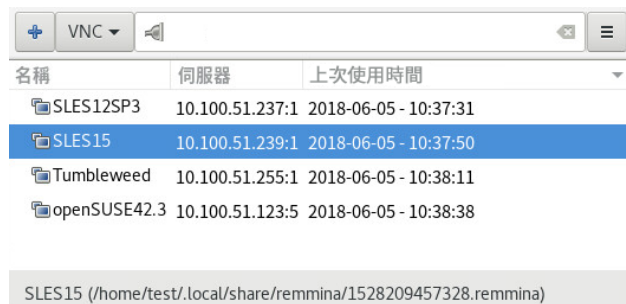 VNC
名稱 伺服器 上次使用時間
SLES12SP3 10.100.51.237:1 2018-06-05 - 10:37:31
SLES15 10.100.51.239:1 2018-06-05 - 10:37:50
Tumbleweed 10.100.51.255:1 2018-06-05 - 10:38:11
openSUSE42.3 10.100.51.123:5 2018-06-05 - 10:38:38
SLES15 (/home/test/.local/share/remmina/1528209457328.remmina)